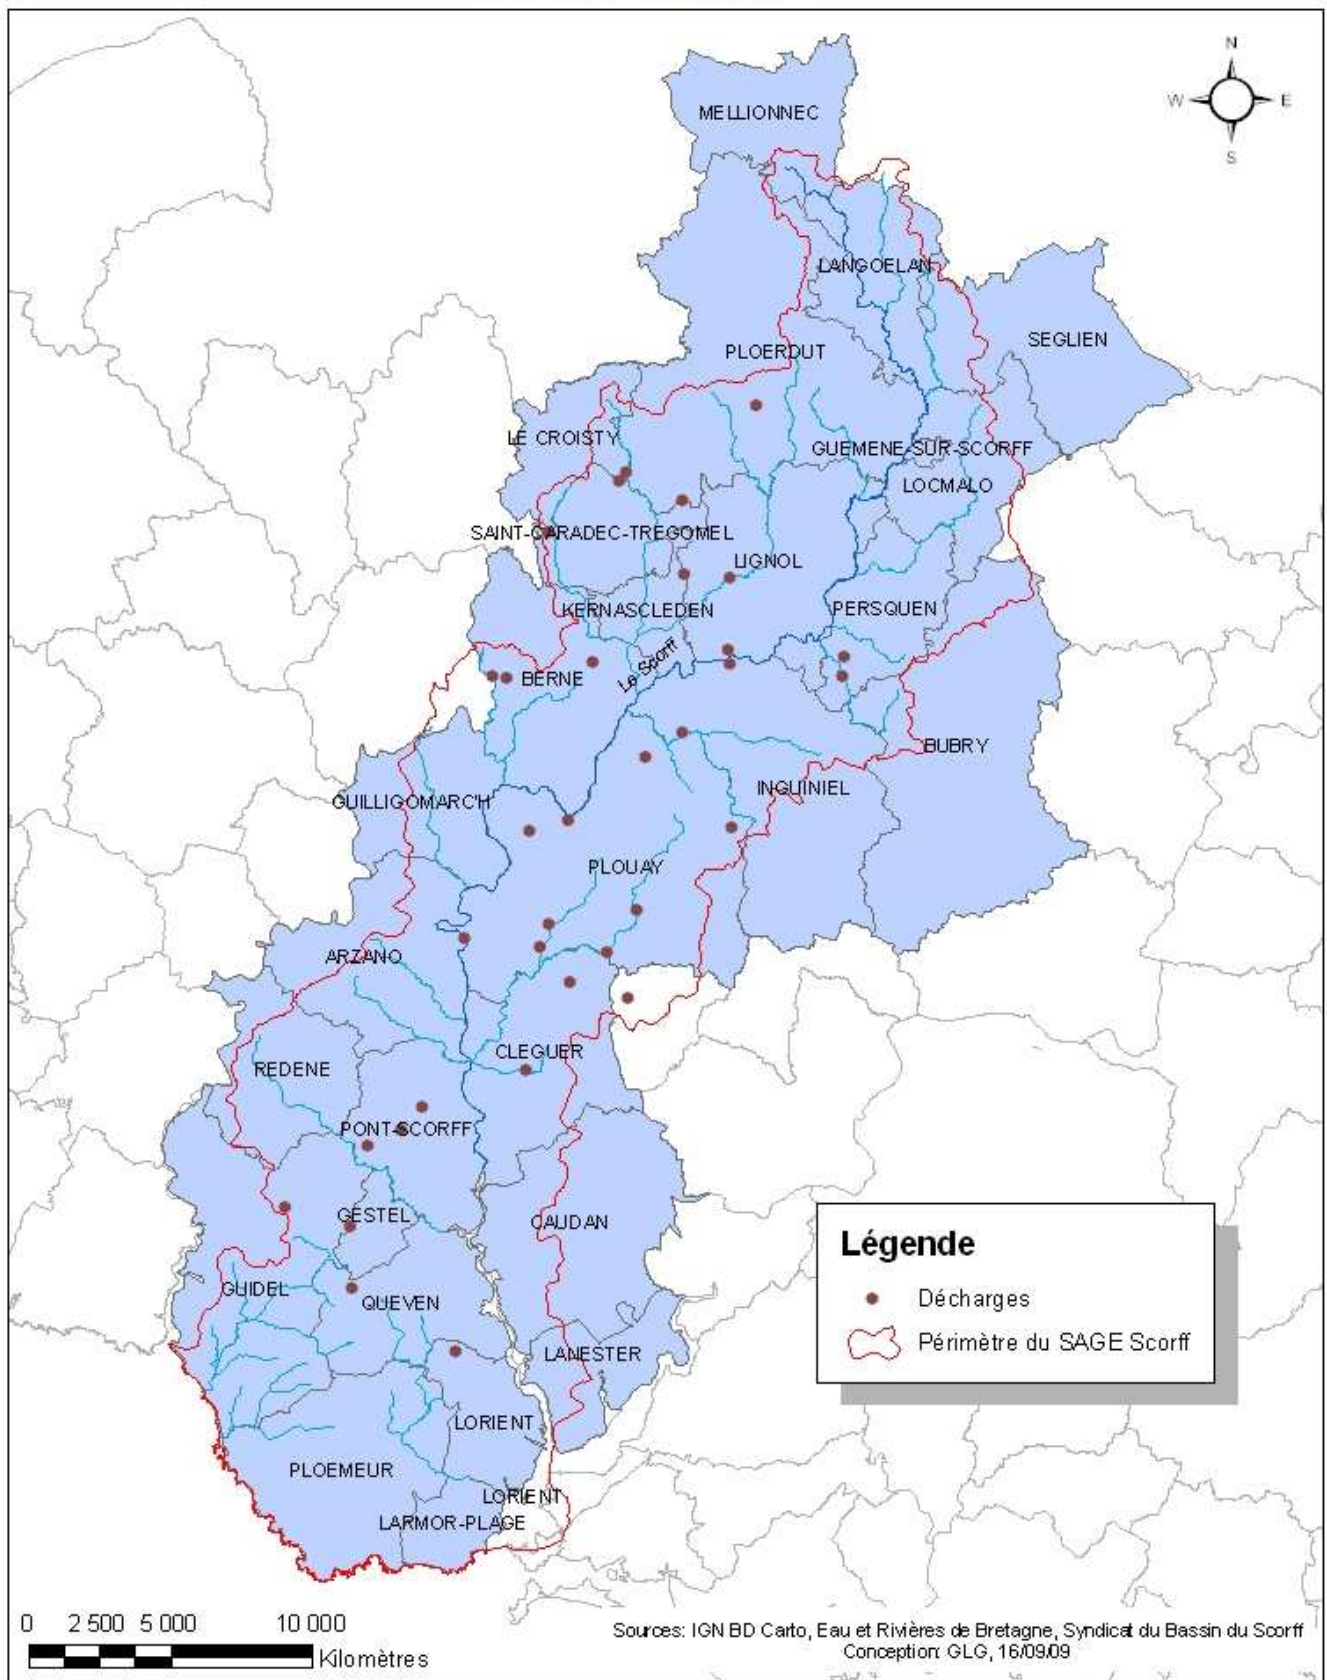 N
W E
S
MELLIONNEC
LANGOELAN
SEGLIEN
PLOERDUT
LE CROISTY
GUEMENE-SUR-SCORFF
LOCMALO
SAINT-CARADEC-TREGOMEL
LIGNOL
KERNASCLEDEN
PERSQUEN
Le Scorff
BERNE
BUBRY
INGUINIEL
GUILLIGOMARC'H
PLOUAY
ARZANO
CLEGUER
REDENE
PONT-SCORFF
GESTEL
CAUDAN
Légende
GUIDEL
QUEVEN
Décharges
LANESTER
Périmètre du SAGE Scorff
LORIENT
PLOEMEUR
LORIENT
LARMOR-PLAGE
0 2 500 5 000 10 000
Kilomètres
Sources: IGN BD Carto, Eau et Rivières de Bretagne, Syndicat du Bassin du Scorff
Conception: GLG, 16/09/09